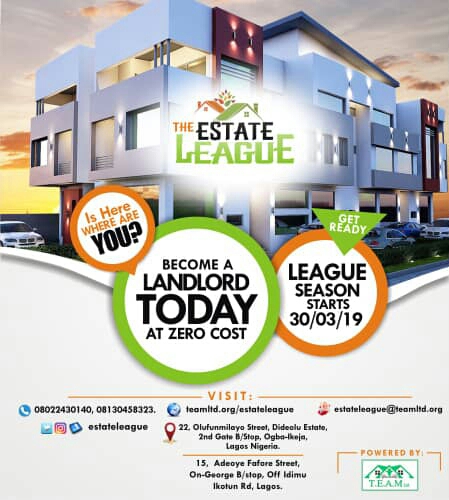 THE ESTATE
LEAGUE
Is Here
WHERE ARE
YOU?
GET
READY
BECOME A
LANDLORD
TODAY
AT ZERO COST
LEAGUE
SEASON
STARTS
30/03/19
VISIT:
08022430140, 08130458323.
teamltd.org/estateleague
estateleague@teamltd.org
estateleague
22, Olufunmilayo Street, Dideolu Estate,
2nd Gate B/Stop, Ogba-Ikeja,
Lagos Nigeria.
15, Adeoye Fafore Street,
On-George B/stop, Off Idimu
Ikotun Rd, Lagos.
POWERED BY:
T.E.A.M Ltd